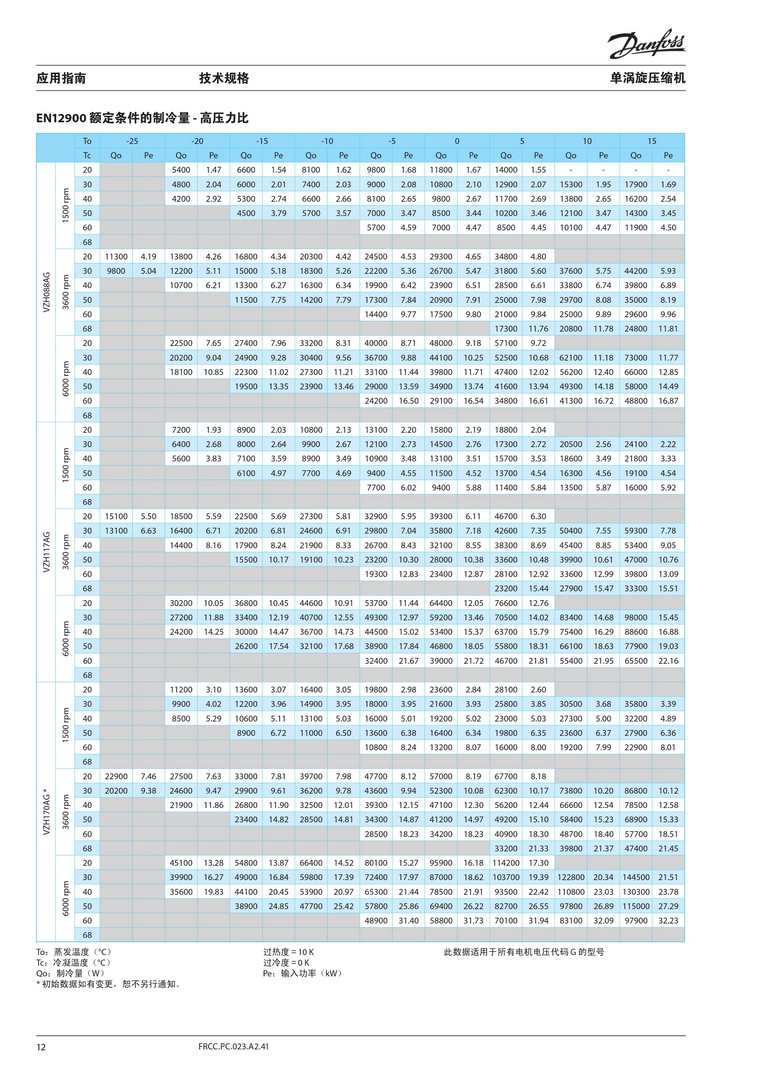 Danfoss
应用指南 技术规格 单涡旋压缩机
EN12900 额定条件的制冷量 - 高压力比
To -25 -20 -15 -10 -5 0 5 10 15
Tc Qo Pe Qo Pe Qo Pe Qo Pe Qo Pe Qo Pe Qo Pe Qo Pe Qo Pe
VZH088AG
1500 rpm
20 5400 1.47 6600 1.54 8100 1.62 9800 1.68 11800 1.67 14000 1.55 - - - -
30 4800 2.04 6000 2.01 7400 2.03 9000 2.08 10800 2.10 12900 2.07 15300 1.95 17900 1.69
40 4200 2.92 5300 2.74 6600 2.66 8100 2.65 9800 2.67 11700 2.69 13800 2.65 16200 2.54
50 4500 3.79 5700 3.57 7000 3.47 8500 3.44 10200 3.46 12100 3.47 14300 3.45
60 5700 4.59 7000 4.47 8500 4.45 10100 4.47 11900 4.50
68
3600 rpm
20 11300 4.19 13800 4.26 16800 4.34 20300 4.42 24500 4.53 29300 4.65 34800 4.80
30 9800 5.04 12200 5.11 15000 5.18 18300 5.26 22200 5.36 26700 5.47 31800 5.60 37600 5.75 44200 5.93
40 10700 6.21 13300 6.27 16300 6.34 19900 6.42 23900 6.51 28500 6.61 33800 6.74 39800 6.89
50 11500 7.75 14200 7.79 17300 7.84 20900 7.91 25000 7.98 29700 8.08 35000 8.19
60 14400 9.77 17500 9.80 21000 9.84 25000 9.89 29600 9.96
68 17300 11.76 20800 11.78 24800 11.81
6000 rpm
20 22500 7.65 27400 7.96 33200 8.31 40000 8.71 48000 9.18 57100 9.72
30 20200 9.04 24900 9.28 30400 9.56 36700 9.88 44100 10.25 52500 10.68 62100 11.18 73000 11.77
40 18100 10.85 22300 11.02 27300 11.21 33100 11.44 39800 11.71 47400 12.02 56200 12.40 66000 12.85
50 19500 13.35 23900 13.46 29000 13.59 34900 13.74 41600 13.94 49300 14.18 58000 14.49
60 24200 16.50 29100 16.54 34800 16.61 41300 16.72 48800 16.87
68
VZH117AG
1500 rpm
20 7200 1.93 8900 2.03 10800 2.13 13100 2.20 15800 2.19 18800 2.04
30 6400 2.68 8000 2.64 9900 2.67 12100 2.73 14500 2.76 17300 2.72 20500 2.56 24100 2.22
40 5600 3.83 7100 3.59 8900 3.49 10900 3.48 13100 3.51 15700 3.53 18600 3.49 21800 3.33
50 6100 4.97 7700 4.69 9400 4.55 11500 4.52 13700 4.54 16300 4.56 19100 4.54
60 7700 6.02 9400 5.88 11400 5.84 13500 5.87 16000 5.92
68
3600 rpm
20 15100 5.50 18500 5.59 22500 5.69 27300 5.81 32900 5.95 39300 6.11 46700 6.30
30 13100 6.63 16400 6.71 20200 6.81 24600 6.91 29800 7.04 35800 7.18 42600 7.35 50400 7.55 59300 7.78
40 14400 8.16 17900 8.24 21900 8.33 26700 8.43 32100 8.55 38300 8.69 45400 8.85 53400 9.05
50 15500 10.17 19100 10.23 23200 10.30 28000 10.38 33600 10.48 39900 10.61 47000 10.76
60 19300 12.83 23400 12.87 28100 12.92 33600 12.99 39800 13.09
68 23200 15.44 27900 15.47 33300 15.51
6000 rpm
20 30200 10.05 36800 10.45 44600 10.91 53700 11.44 64400 12.05 76600 12.76
30 27200 11.88 33400 12.19 40700 12.55 49300 12.97 59200 13.46 70500 14.02 83400 14.68 98000 15.45
40 24200 14.25 30000 14.47 36700 14.73 44500 15.02 53400 15.37 63700 15.79 75400 16.29 88600 16.88
50 26200 17.54 32100 17.68 38900 17.84 46800 18.05 55800 18.31 66100 18.63 77900 19.03
60 32400 21.67 39000 21.72 46700 21.81 55400 21.95 65500 22.16
68
VZH170AG *
1500 rpm
20 11200 3.10 13600 3.07 16400 3.05 19800 2.98 23600 2.84 28100 2.60
30 9900 4.02 12200 3.96 14900 3.95 18000 3.95 21600 3.93 25800 3.85 30500 3.68 35800 3.39
40 8500 5.29 10600 5.11 13100 5.03 16000 5.01 19200 5.02 23000 5.03 27300 5.00 32200 4.89
50 8900 6.72 11000 6.50 13600 6.38 16400 6.34 19800 6.35 23600 6.37 27900 6.36
60 10800 8.24 13200 8.07 16000 8.00 19200 7.99 22900 8.01
68
3600 rpm
20 22900 7.46 27500 7.63 33000 7.81 39700 7.98 47700 8.12 57000 8.19 67700 8.18
30 20200 9.38 24600 9.47 29900 9.61 36200 9.78 43600 9.94 52300 10.08 62300 10.17 73800 10.20 86800 10.12
40 21900 11.86 26800 11.90 32500 12.01 39300 12.15 47100 12.30 56200 12.44 66600 12.54 78500 12.58
50 23400 14.82 28500 14.81 34300 14.87 41200 14.97 49200 15.10 58400 15.23 68900 15.33
60 28500 18.23 34200 18.23 40900 18.30 48700 18.40 57700 18.51
68 33200 21.33 39800 21.37 47400 21.45
6000 rpm
20 45100 13.28 54800 13.87 66400 14.52 80100 15.27 95900 16.18 114200 17.30
30 39900 16.27 49000 16.84 59800 17.39 72400 17.97 87000 18.62 103700 19.39 122800 20.34 144500 21.51
40 35600 19.83 44100 20.45 53900 20.97 65300 21.44 78500 21.91 93500 22.42 110800 23.03 130300 23.78
50 38900 24.85 47700 25.42 57800 25.86 69400 26.22 82700 26.55 97800 26.89 115000 27.29
60 48900 31.40 58800 31.73 70100 31.94 83100 32.09 97900 32.23
68
To：蒸发温度（℃） 过热度 = 10 K 此数据适用于所有电机电压代码 G 的型号
Tc：冷凝温度（℃） 过冷度 = 0 K
Qo：制冷量（W） Pe：输入功率（kW）
* 初始数据如有变更，恕不另行通知。
12 FRCC.PC.023.A2.41